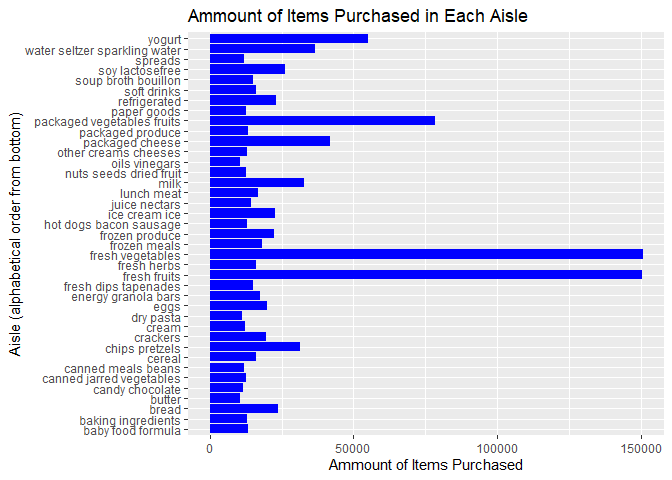 Ammount of Items Purchased in Each Aisle
yogurt
water seltzer sparkling water
spreads
soy lactosefree
soup broth bouillon
soft drinks
refrigerated
paper goods
packaged vegetables fruits
packaged produce
packaged cheese
other creams cheeses
oils vinegars
nuts seeds dried fruit
milk
lunch meat
juice nectars
ice cream ice
hot dogs bacon sausage
frozen produce
frozen meals
fresh vegetables
fresh herbs
fresh fruits
fresh dips tapenades
energy granola bars
eggs
dry pasta
cream
crackers
chips pretzels
cereal
canned meals beans
canned jarred vegetables
candy chocolate
butter
bread
baking ingredients
baby food formula
Aisle (alphabetical order from bottom)
0 50000 100000 150000
Ammount of Items Purchased